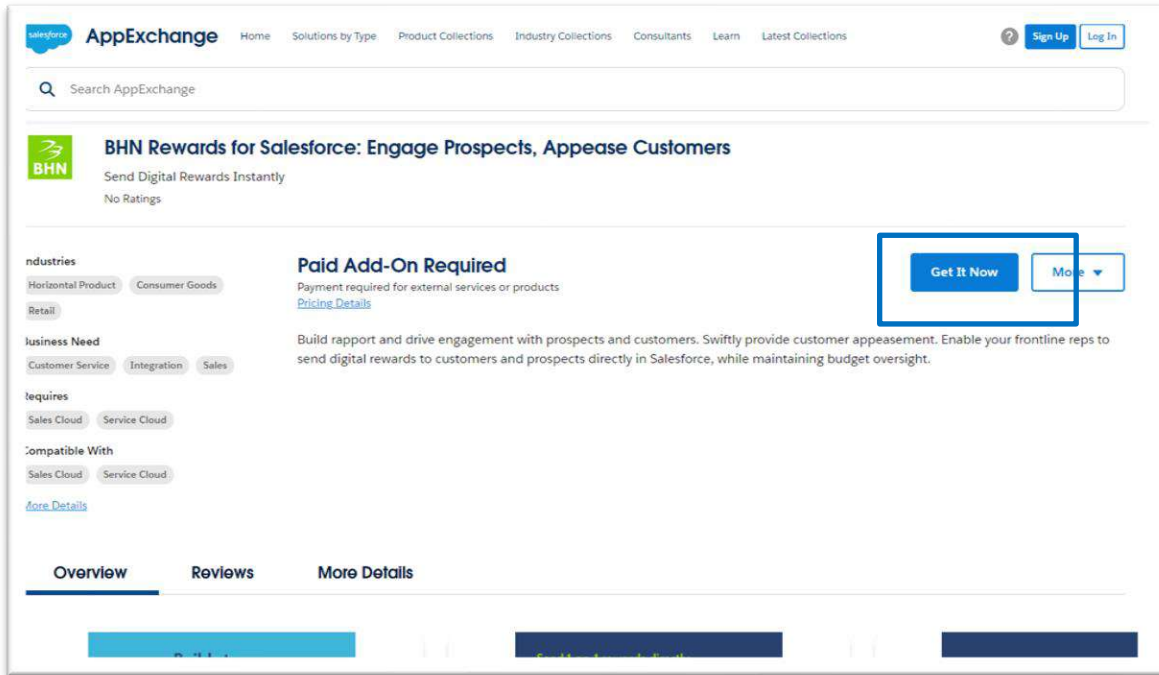 salesforce AppExchange Home Solutions by Type Product Collections Industry Collections Consultants Learn Latest Collections ? Sign Up Log In
Search AppExchange
BHN
BHN Rewards for Salesforce: Engage Prospects, Appease Customers
Send Digital Rewards Instantly
No Ratings
ndustries
Horizontal Product Consumer Goods
Retail
Business Need
Customer Service Integration Sales
Requires
Sales Cloud Service Cloud
Compatible With
Sales Cloud Service Cloud
More Details
Paid Add-On Required
Payment required for external services or products
Pricing Details
Get It Now More
Build rapport and drive engagement with prospects and customers. Swiftly provide customer appeasement. Enable your frontline reps to
send digital rewards to customers and prospects directly in Salesforce, while maintaining budget oversight.
Overview Reviews More Details